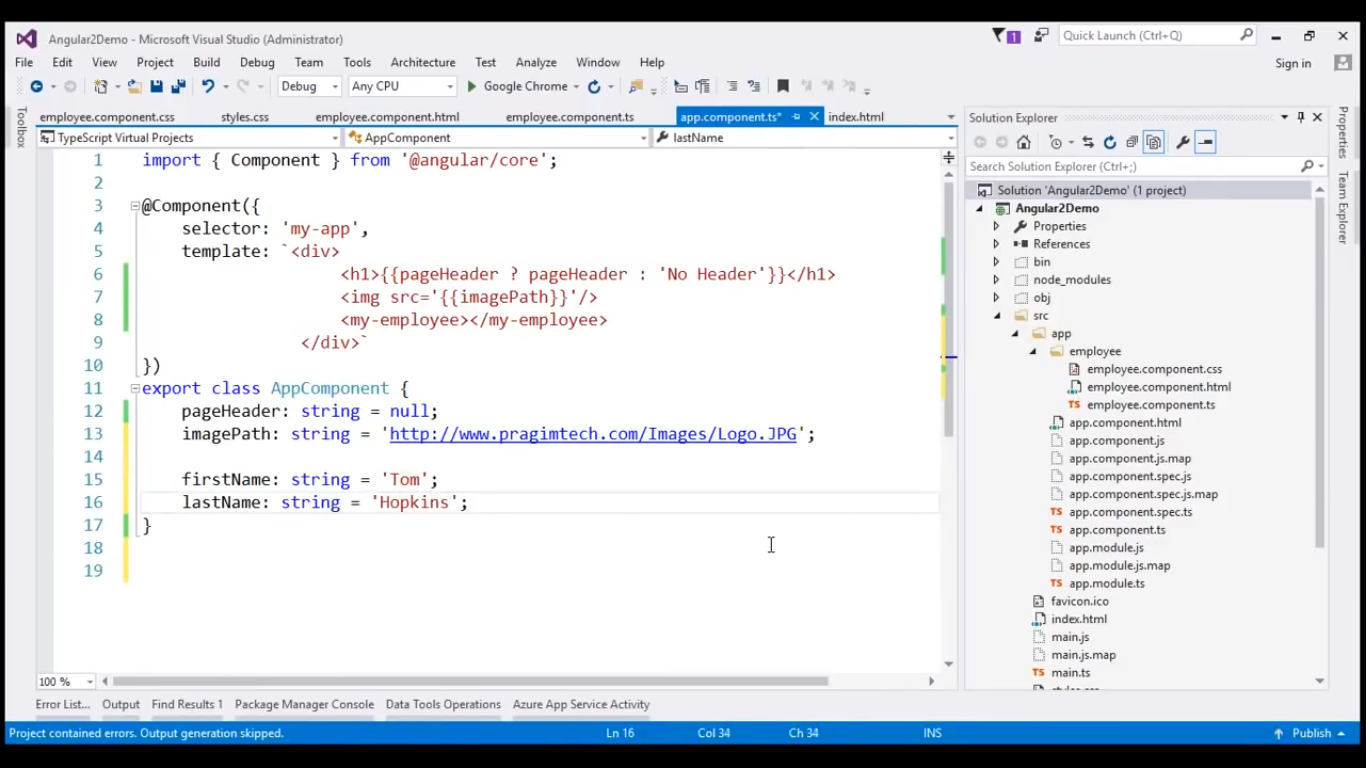 Angular2Demo - Microsoft Visual Studio (Administrator)
1
Quick Launch (Ctrl+Q)
File Edit View Project Build Debug Team Tools Architecture Test Analyze Window Help
Sign in
Debug Any CPU Google Chrome
Toolbox
employee.component.css styles.css employee.component.html employee.component.ts app.component.ts* index.html
TypeScript Virtual Projects AppComponent lastName
1 import { Component } from '@angular/core';
2
3 @Component({
4 selector: 'my-app',
5 template: `<div>
6 <h1>{{pageHeader ? pageHeader : 'No Header'}}</h1>
7 <img src='{{imagePath}}'/>
8 <my-employee></my-employee>
9 </div>`
10 })
11 export class AppComponent {
12 pageHeader: string = null;
13 imagePath: string = 'http://www.pragimtech.com/Images/Logo.JPG';
14
15 firstName: string = 'Tom';
16 lastName: string = 'Hopkins';
17 }
18
19
100 %
Solution Explorer
Search Solution Explorer (Ctrl+;)
Solution 'Angular2Demo' (1 project)
Angular2Demo
Properties
References
bin
node_modules
obj
src
app
employee
employee.component.css
employee.component.html
TS employee.component.ts
app.component.html
app.component.js
app.component.js.map
app.component.spec.js
app.component.spec.js.map
TS app.component.spec.ts
TS app.component.ts
app.module.js
app.module.js.map
TS app.module.ts
favicon.ico
index.html
main.js
main.js.map
TS main.ts
Properties
Team Explorer
Error List... Output Find Results 1 Package Manager Console Data Tools Operations Azure App Service Activity
Project contained errors. Output generation skipped. Ln 16 Col 34 Ch 34 INS Publish